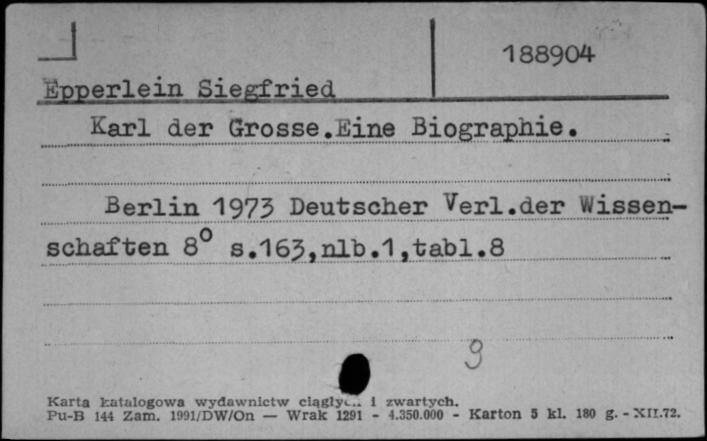 188904
Epperlein Siegfried
Karl der Grosse.Eine Biographie.
Berlin 1973 Deutscher Verl.der Wissen-
schaften 8° s.163,nlb.1,tabl.8
9
Karta katalogowa wydawnictw i zwartych.
Pu-B 144 Zam. 1991/DW/On — Wrak 1291 - 4.350.000 - Karton 5 kl. 180 g. - XII.72.